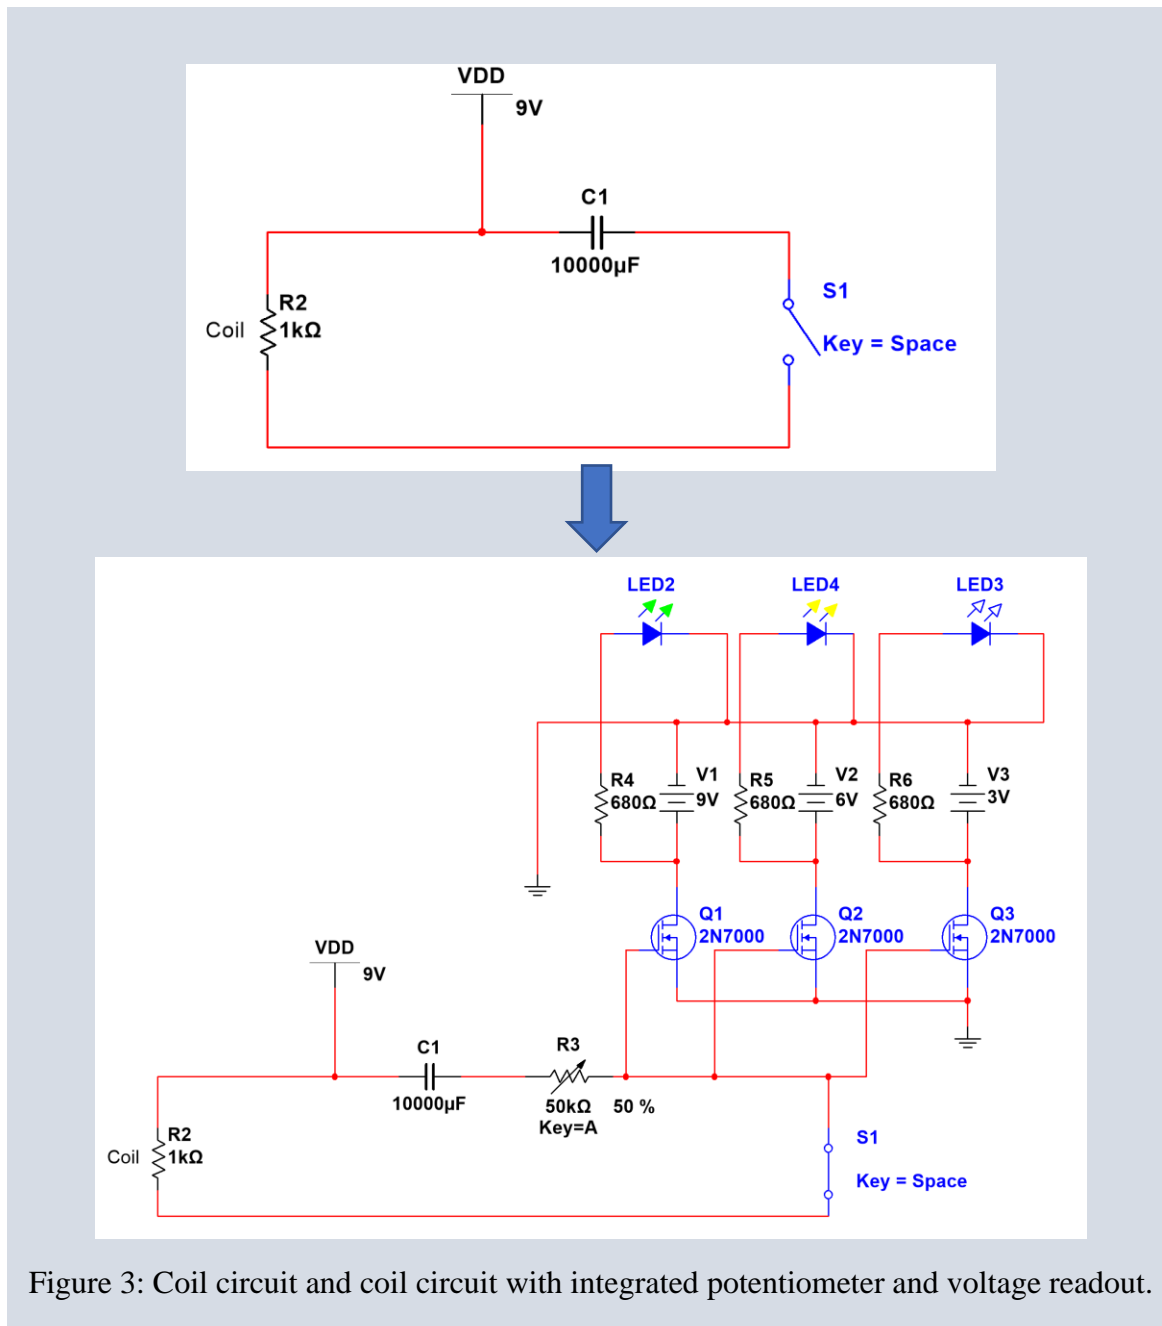 VDD
9V
C1
10000µF
R2
Coil 1kΩ
S1
Key = Space
LED2 LED4 LED3
R4 V1 R5 V2 R6 V3
680Ω 9V 680Ω 6V 680Ω 3V
Q1 Q2 Q3
2N7000 2N7000 2N7000
VDD
9V
C1 R3
10000µF 50kΩ 50 %
Key=A
R2
Coil 1kΩ
S1
Key = Space
Figure 3: Coil circuit and coil circuit with integrated potentiometer and voltage readout.